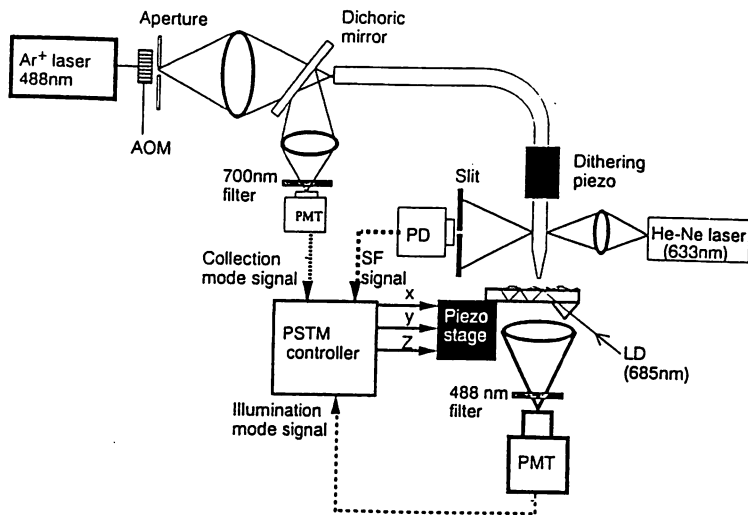 Aperture
Dichoric
mirror
Ar+ laser
488nm
AOM
700nm
filter
PMT
Slit
Dithering
piezo
PD
He-Ne laser
(633nm)
Collection
mode signal
SF
signal
x
y
Z
PSTM
controller
Piezo
stage
LD
(685nm)
488 nm
filter
Illumination
mode signal
PMT